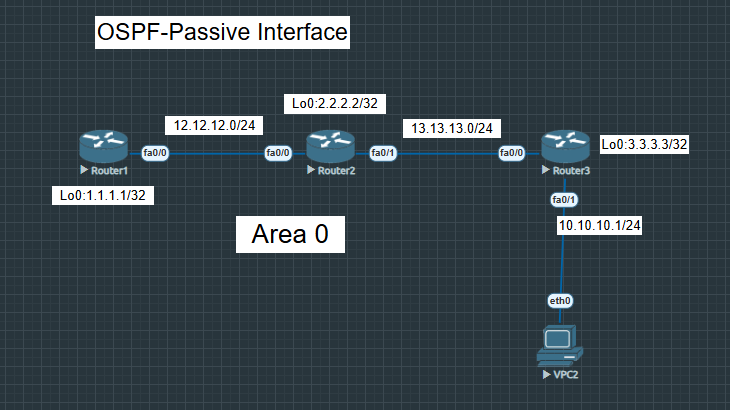 OSPF-Passive Interface
Lo0:2.2.2.2/32
12.12.12.0/24
13.13.13.0/24
Lo0:3.3.3.3/32
fa0/0
fa0/0
fa0/1
fa0/0
Router1
Router2
Router3
Lo0:1.1.1.1/32
fa0/1
10.10.10.1/24
Area 0
eth0
VPC2